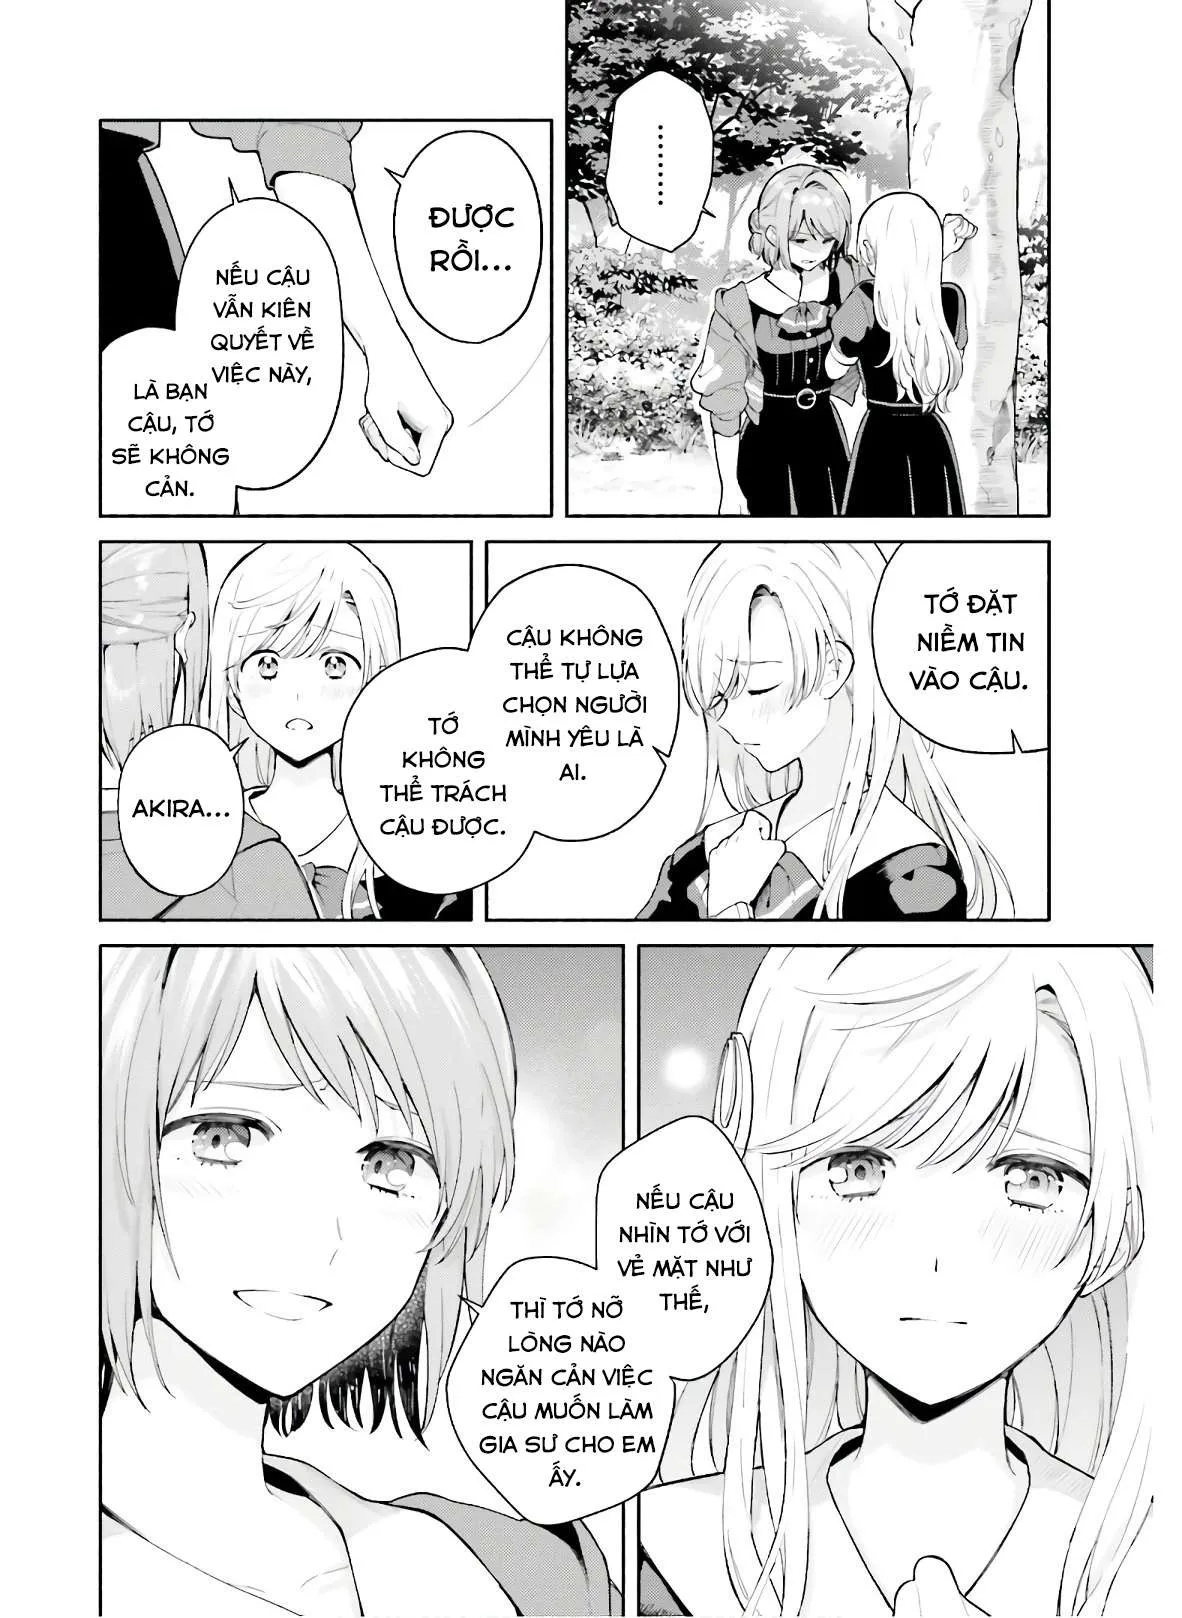 .........
ĐƯỢC
RỒI...
NẾU CẬU
VẪN KIÊN
QUYẾT VỀ
VIỆC NÀY,
LÀ BẠN
CẬU, TỚ
SẼ KHÔNG
CẢN.
TỚ ĐẶT
NIỀM TIN
VÀO CẬU.
CẬU KHÔNG
THỂ TỰ LỰA
CHỌN NGƯỜI
MÌNH YÊU LÀ
AI.
TỚ
KHÔNG
THỂ TRÁCH
CẬU ĐƯỢC.
AKIRA...
NẾU CẬU
NHÌN TỚ VỚI
VẺ MẶT NHƯ
THẾ,
THÌ TỚ NỠ
LÒNG NÀO
NGĂN CẢN VIỆC
CẬU MUỐN LÀM
GIA SƯ CHO EM
ẤY.